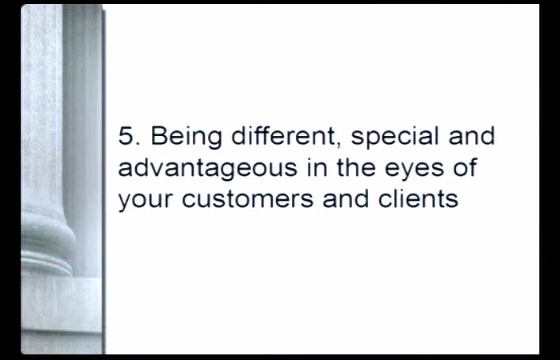 5. Being different, special and
advantageous in the eyes of
your customers and clients